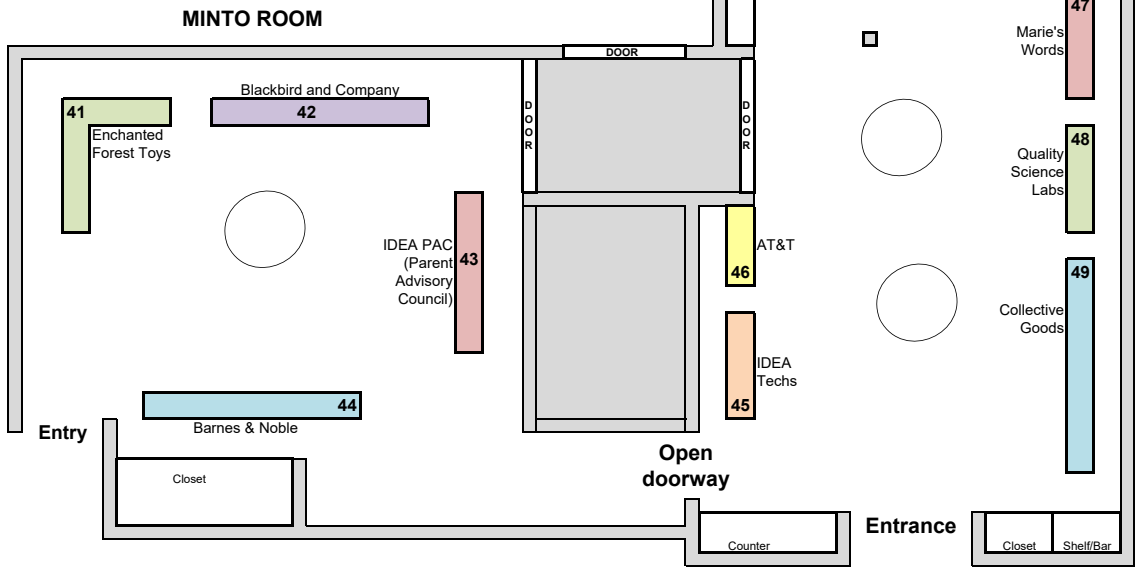 MINTO ROOM
47
Marie's
Words
DOOR
Blackbird and Company
41
42
Enchanted
Forest Toys
D
O
O
R
D
O
O
R
48
Quality
Science
Labs
IDEA PAC
(Parent
Advisory
Council)
43
AT&T
46
49
Collective
Goods
IDEA
Techs
45
44
Barnes & Noble
Entry
Open
doorway
Closet
Entrance
Counter
Closet
Shelf/Bar